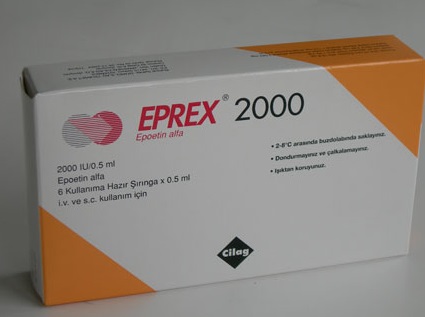 EPREX® 2000
Epoetin alfa
2000 IU/0.5 ml
Epoetin alfa
6 Kullanıma Hazır Şırınga x 0.5 ml
i.v. ve s.c. kullanım için
• 2-8°C arasında buzdolabında saklayınız.
• Dondurmayınız ve çalkalamayınız.
• Işıktan koruyunuz.
Cilag